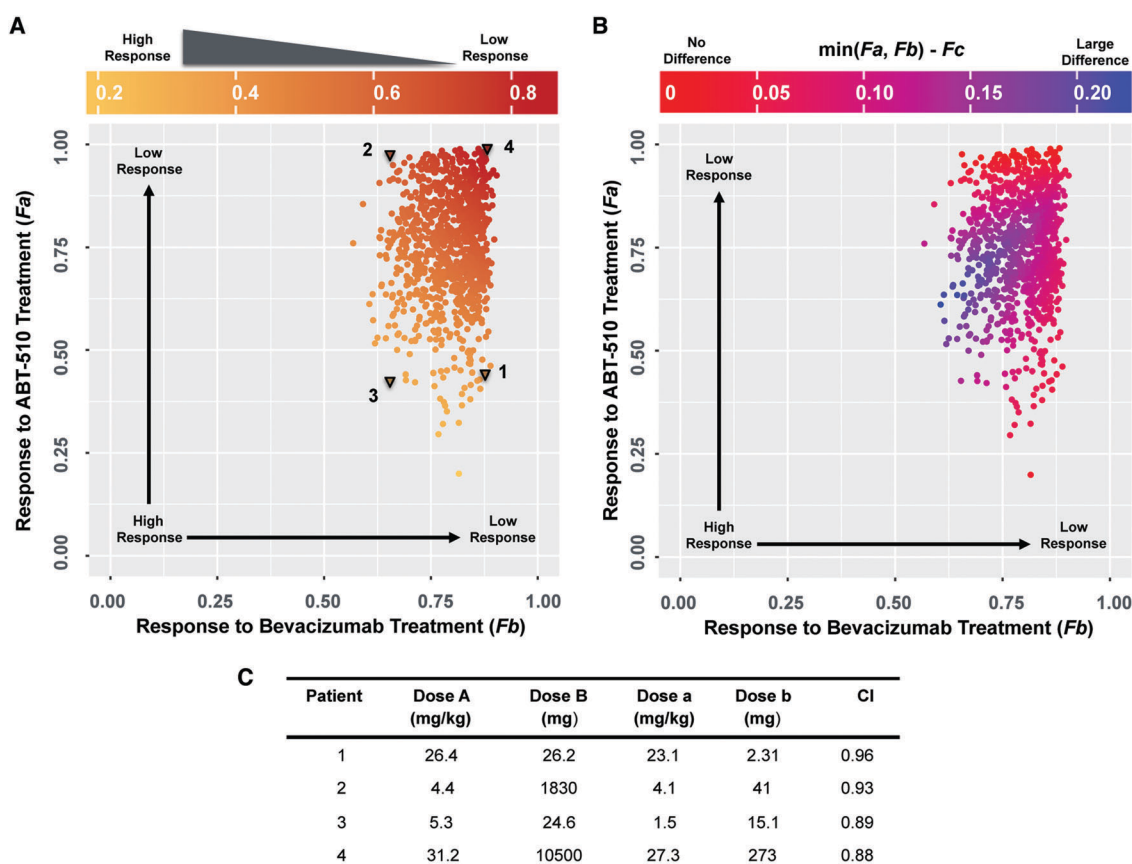 A
High
Response
Low
Response
0.2 0.4 0.6 0.8
Response to ABT-510 Treatment (Fa)
1.00
0.75
0.50
0.25
0.00
Low
Response
2
4
1
3
High
Response
Low
Response
0.00 0.25 0.50 0.75 1.00
Response to Bevacizumab Treatment (Fb)
B
No
Difference
min(Fa, Fb) - Fc
Large
Difference
0 0.05 0.10 0.15 0.20
Response to ABT-510 Treatment (Fa)
1.00
0.75
0.50
0.25
0.00
Low
Response
High
Response
Low
Response
0.00 0.25 0.50 0.75 1.00
Response to Bevacizumab Treatment (Fb)
C
Patient Dose A (mg/kg) Dose B (mg) Dose a (mg/kg) Dose b (mg) CI
1 26.4 26.2 23.1 2.31 0.96
2 4.4 1830 4.1 41 0.93
3 5.3 24.6 1.5 15.1 0.89
4 31.2 10500 27.3 273 0.88